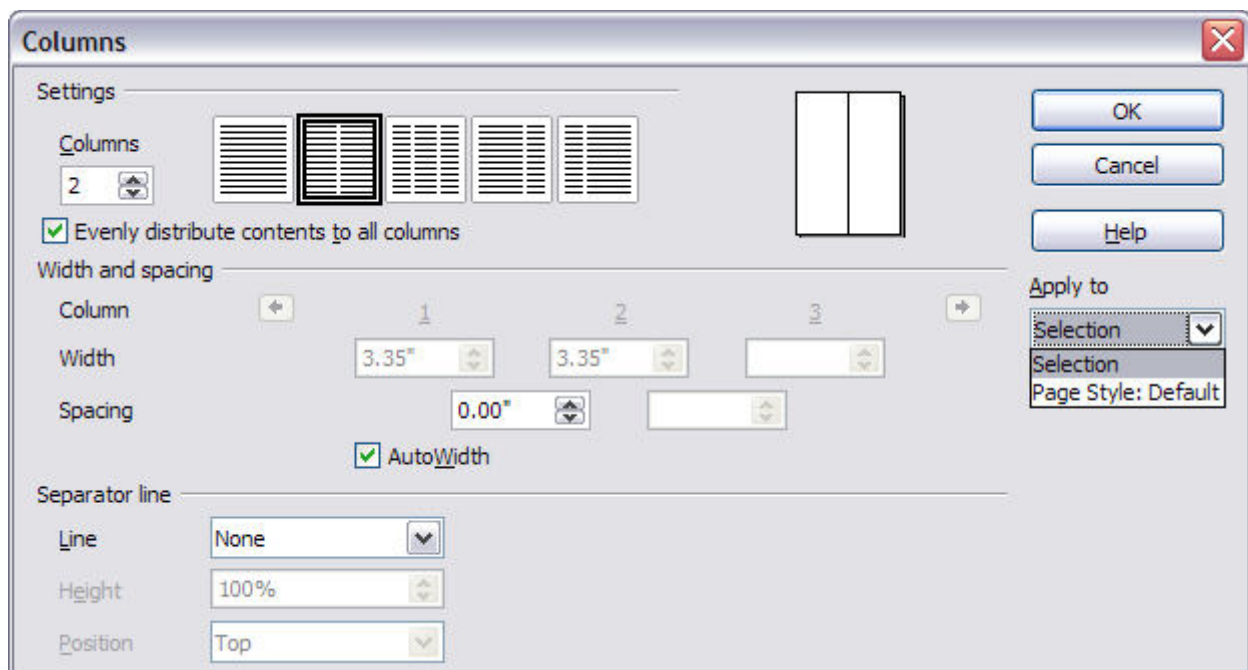 Columns
Settings
Columns
2
Evenly distribute contents to all columns
OK
Cancel
Help
Width and spacing
Column 1 2 3
Width 3.35" 3.35"
Spacing 0.00"
AutoWidth
Apply to
Selection
Selection
Page Style: Default
Separator line
Line None
Height 100%
Position Top